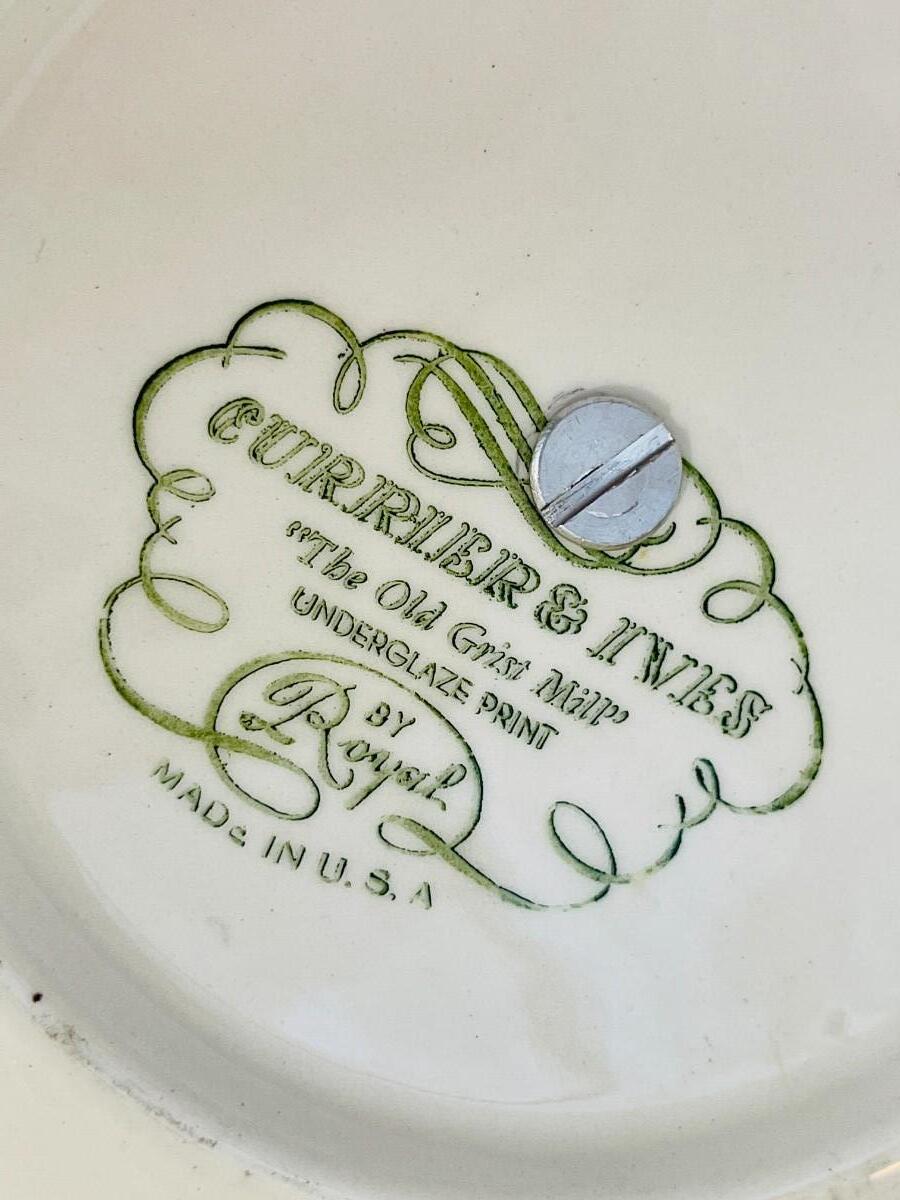 CURRIER & IVES
"The Old Grist Mill"
UNDERGLAZE PRINT
BY
Royal
MADe IN U.S.A